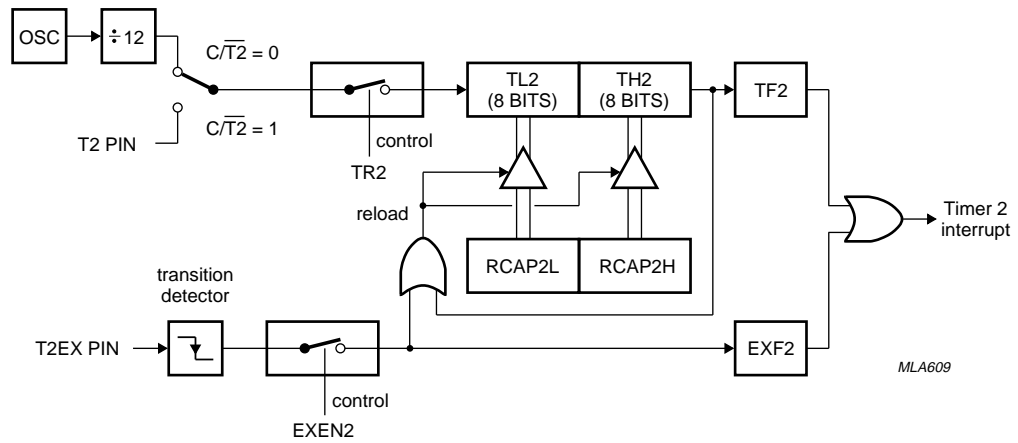 OSC
÷ 12
C/T2̅ = 0
C/T2̅ = 1
T2 PIN
control
TR2
TL2
(8 BITS)
TH2
(8 BITS)
TF2
reload
RCAP2L
RCAP2H
Timer 2
interrupt
transition
detector
T2EX PIN
control
EXEN2
EXF2
MLA609